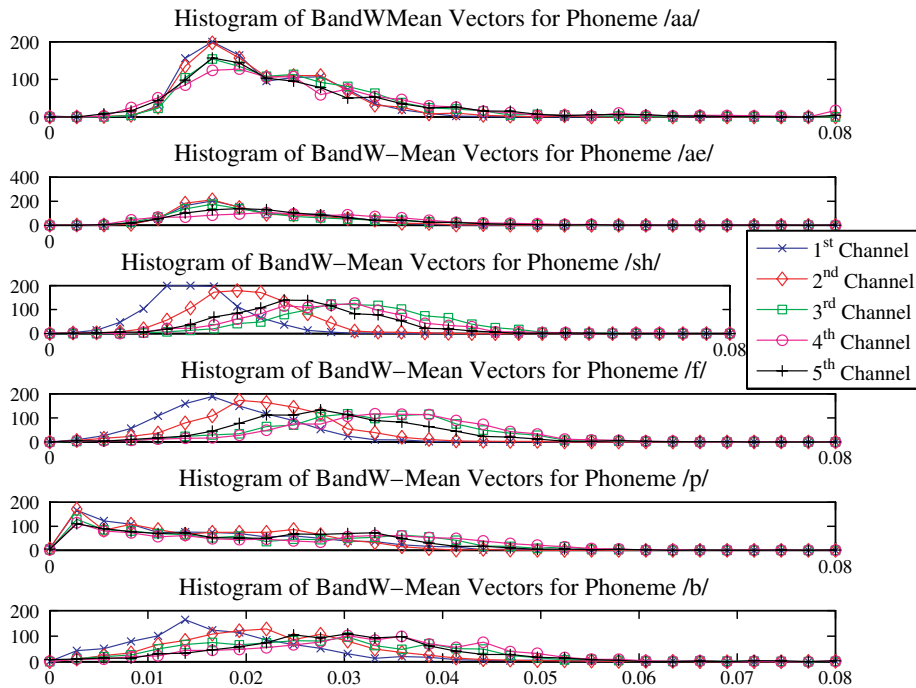 Histogram of BandWMean Vectors for Phoneme /aa/
200
100
0
0 0.08
Histogram of BandW−Mean Vectors for Phoneme /ae/
400
200
0
0
Histogram of BandW−Mean Vectors for Phoneme /sh/
200
100
0
0 0.08
1st Channel
2nd Channel
3rd Channel
4th Channel
5th Channel
Histogram of BandW−Mean Vectors for Phoneme /f/
200
100
0
0 0.08
Histogram of BandW−Mean Vectors for Phoneme /p/
200
100
0
0 0.08
Histogram of BandW−Mean Vectors for Phoneme /b/
200
100
0
0 0.01 0.02 0.03 0.04 0.05 0.06 0.07 0.08